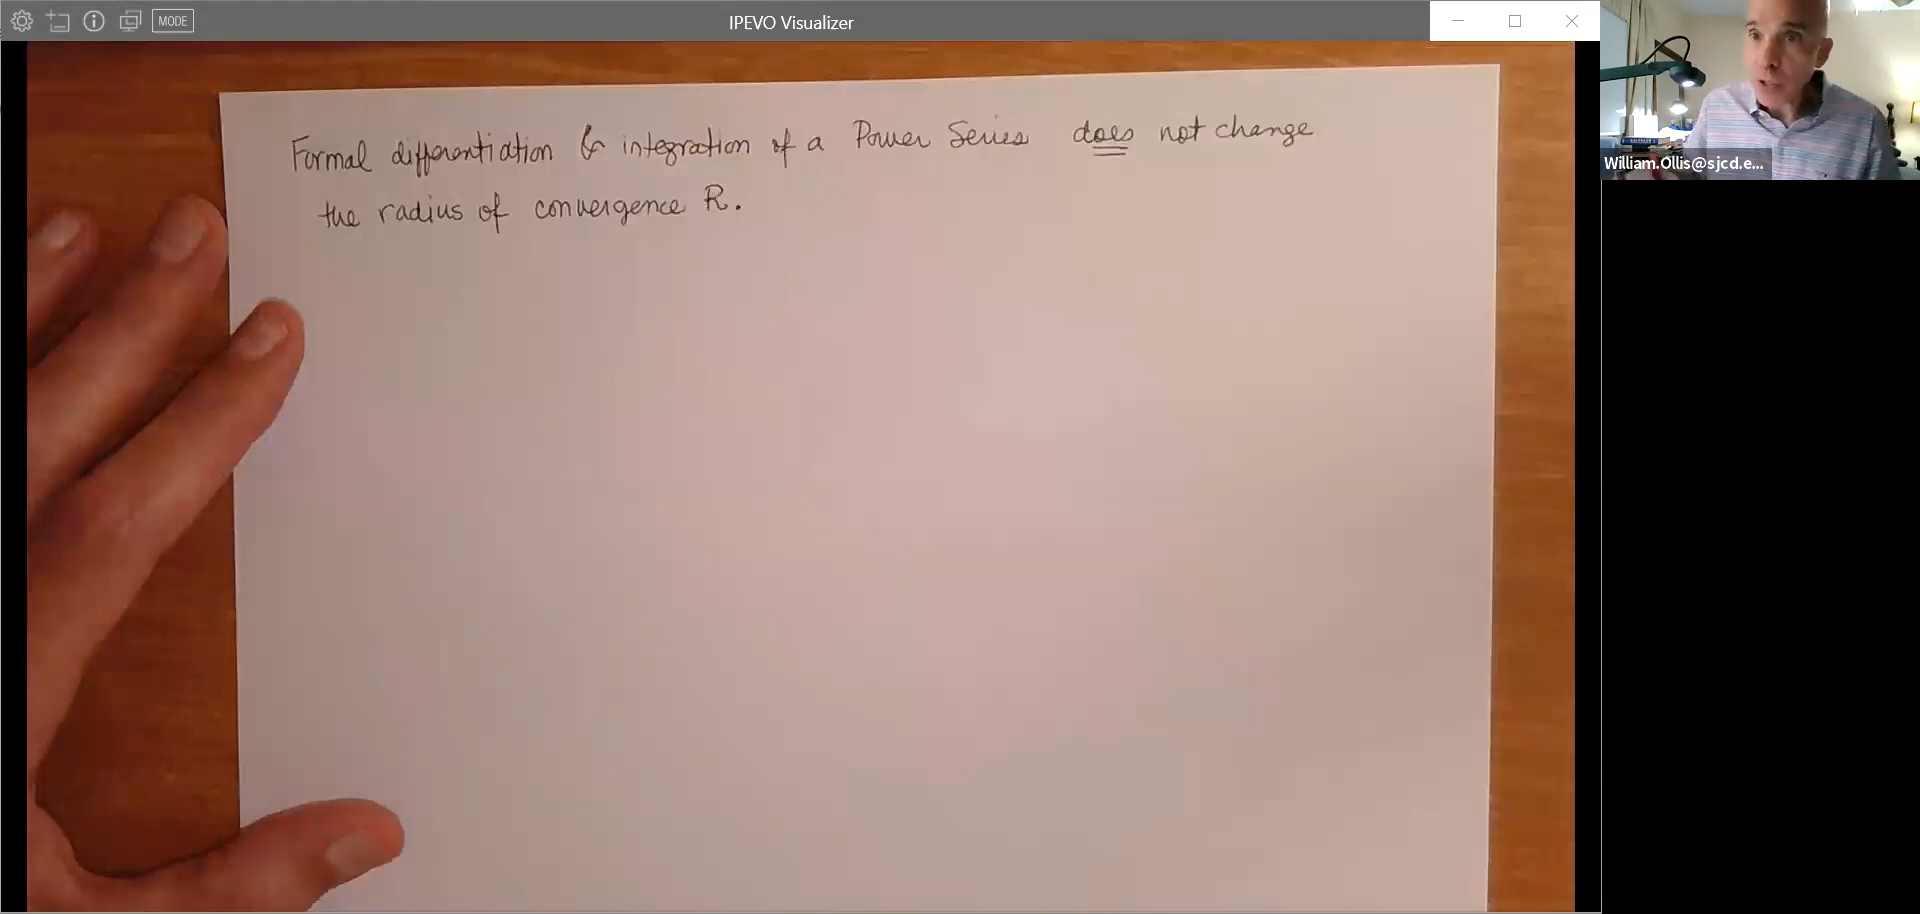 MODE
IPEVO Visualizer
Formal differentiation & integration of a Power Series does not change
the radius of convergence R.
William.Ollis@sjcd.e...